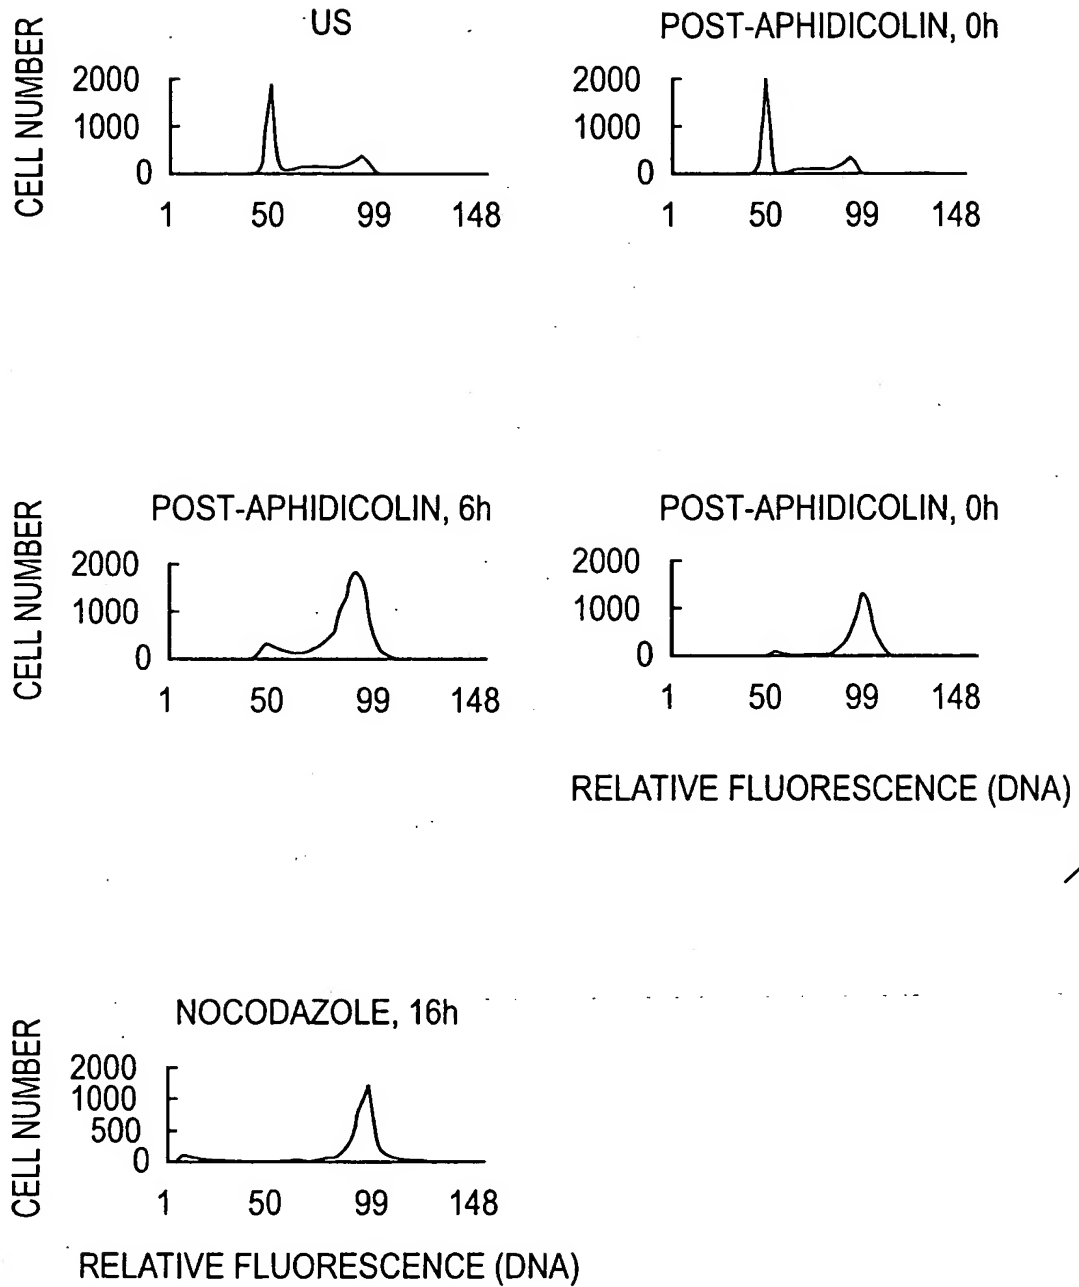 US
CELL NUMBER
2000
1000
0
1 50 99 148
POST-APHIDICOLIN, 0h
2000
1000
0
1 50 99 148
POST-APHIDICOLIN, 6h
CELL NUMBER
2000
1000
0
1 50 99 148
POST-APHIDICOLIN, 0h
2000
1000
0
1 50 99 148
RELATIVE FLUORESCENCE (DNA)
NOCODAZOLE, 16h
CELL NUMBER
2000
1000
500
0
1 50 99 148
RELATIVE FLUORESCENCE (DNA)